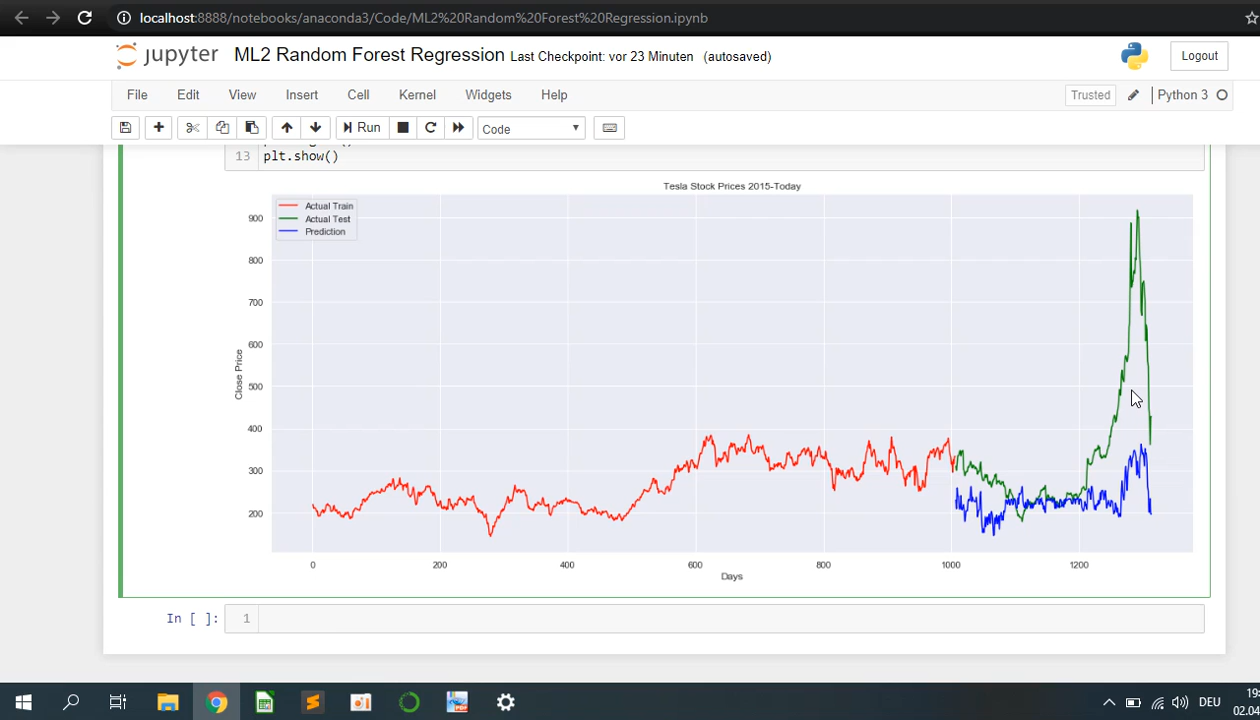 localhost:8888/notebooks/anaconda3/Code/ML2%20Random%20Forest%20Regression.ipynb
jupyter ML2 Random Forest Regression Last Checkpoint: vor 23 Minuten (autosaved) Logout
File Edit View Insert Cell Kernel Widgets Help Trusted Python 3
Run Code
13 plt.show()
Tesla Stock Prices 2015-Today
Actual Train
Actual Test
Prediction
900
800
700
600
500
400
300
200
Close Price
0 200 400 600 800 1000 1200
Days
In [ ]: 1
DEU
02.04